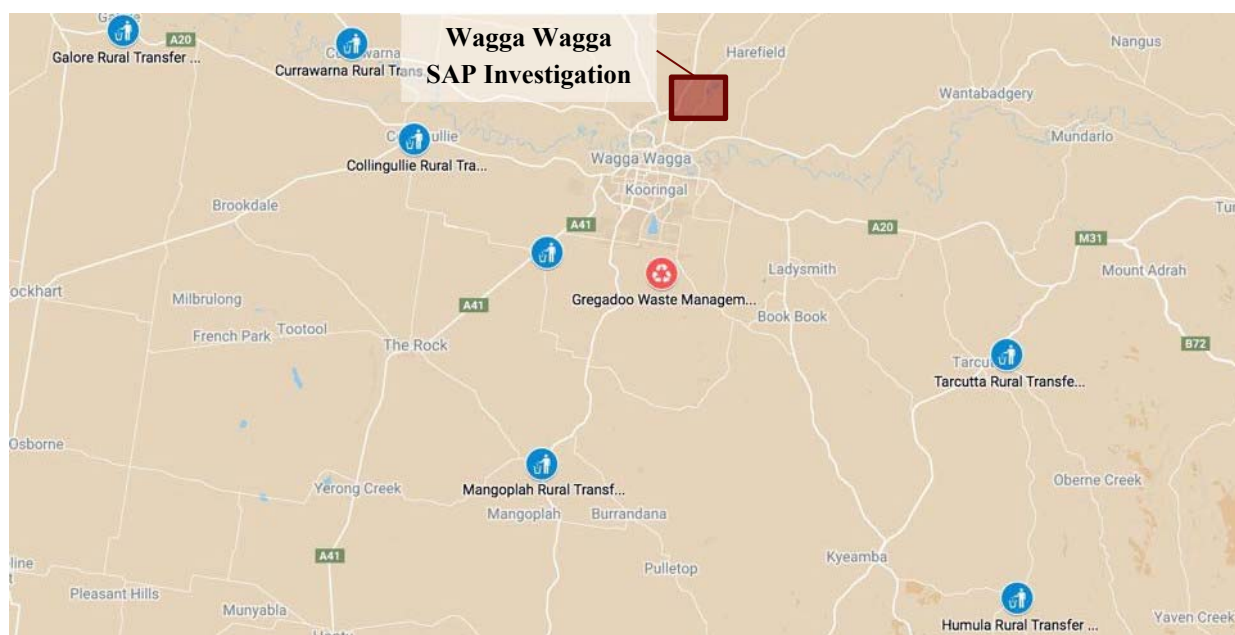 Galore Rural Transfer ...
A20
Currawarna Rural Trans
Wagga Wagga
SAP Investigation
Harefield
Nangus
Wantabadgery
Mundarlo
Collingullie Rural Tra...
Wagga Wagga
Kooringal
Brookdale
A41
A20
M31
Mount Adrah
Ladysmith
Gregadoo Waste Managem...
Book Book
ockhart
Milbrulong
French Park
Tootool
A41
The Rock
B72
Tarcutta Rural Transfe...
Osborne
Mangoplah Rural Transf...
Yerong Creek
Mangoplah
Burrandana
Oberne Creek
A41
Pulletop
Kyeamba
Pleasant Hills
Munyabla
Humula Rural Transfer ...
Yaven Creek